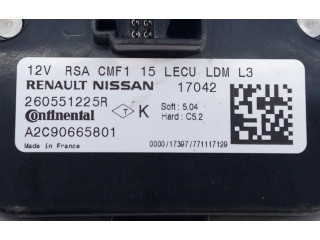 12V RSA CMF1 15 LECU LDM L3
RENAULT NISSAN 17042
260551225R
Continental T K Soft : 5.04
Hard : C5.2
A2C90665801
Made in France 0000/17397/771117129